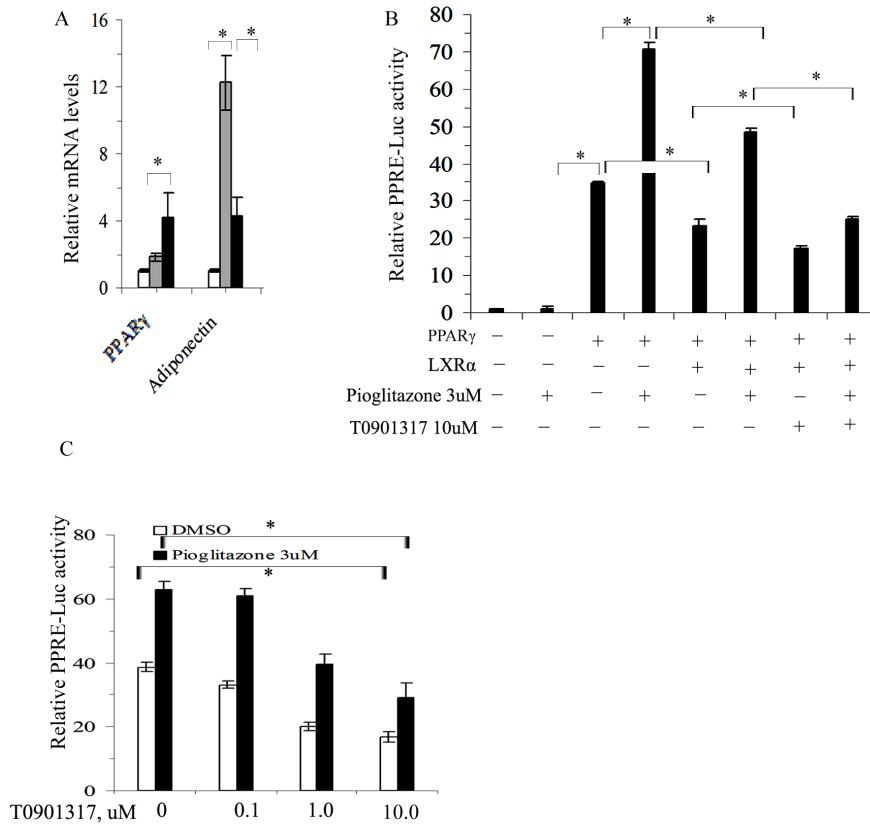 A
Relative mRNA levels
16
12
8
4
0
* * *
PPARγ
Adiponectin
B
Relative PPRE-Luc activity
80
70
60
50
40
30
20
10
0
* *
* *
* *
PPARγ − − + + + + + +
LXRα − − − − + + + +
Pioglitazone 3uM − + − + − + − +
T0901317 10uM − − − − − − + +
C
Relative PPRE-Luc activity
80
60
40
20
0
DMSO
*
Pioglitazone 3uM
*
T0901317, uM 0 0.1 1.0 10.0